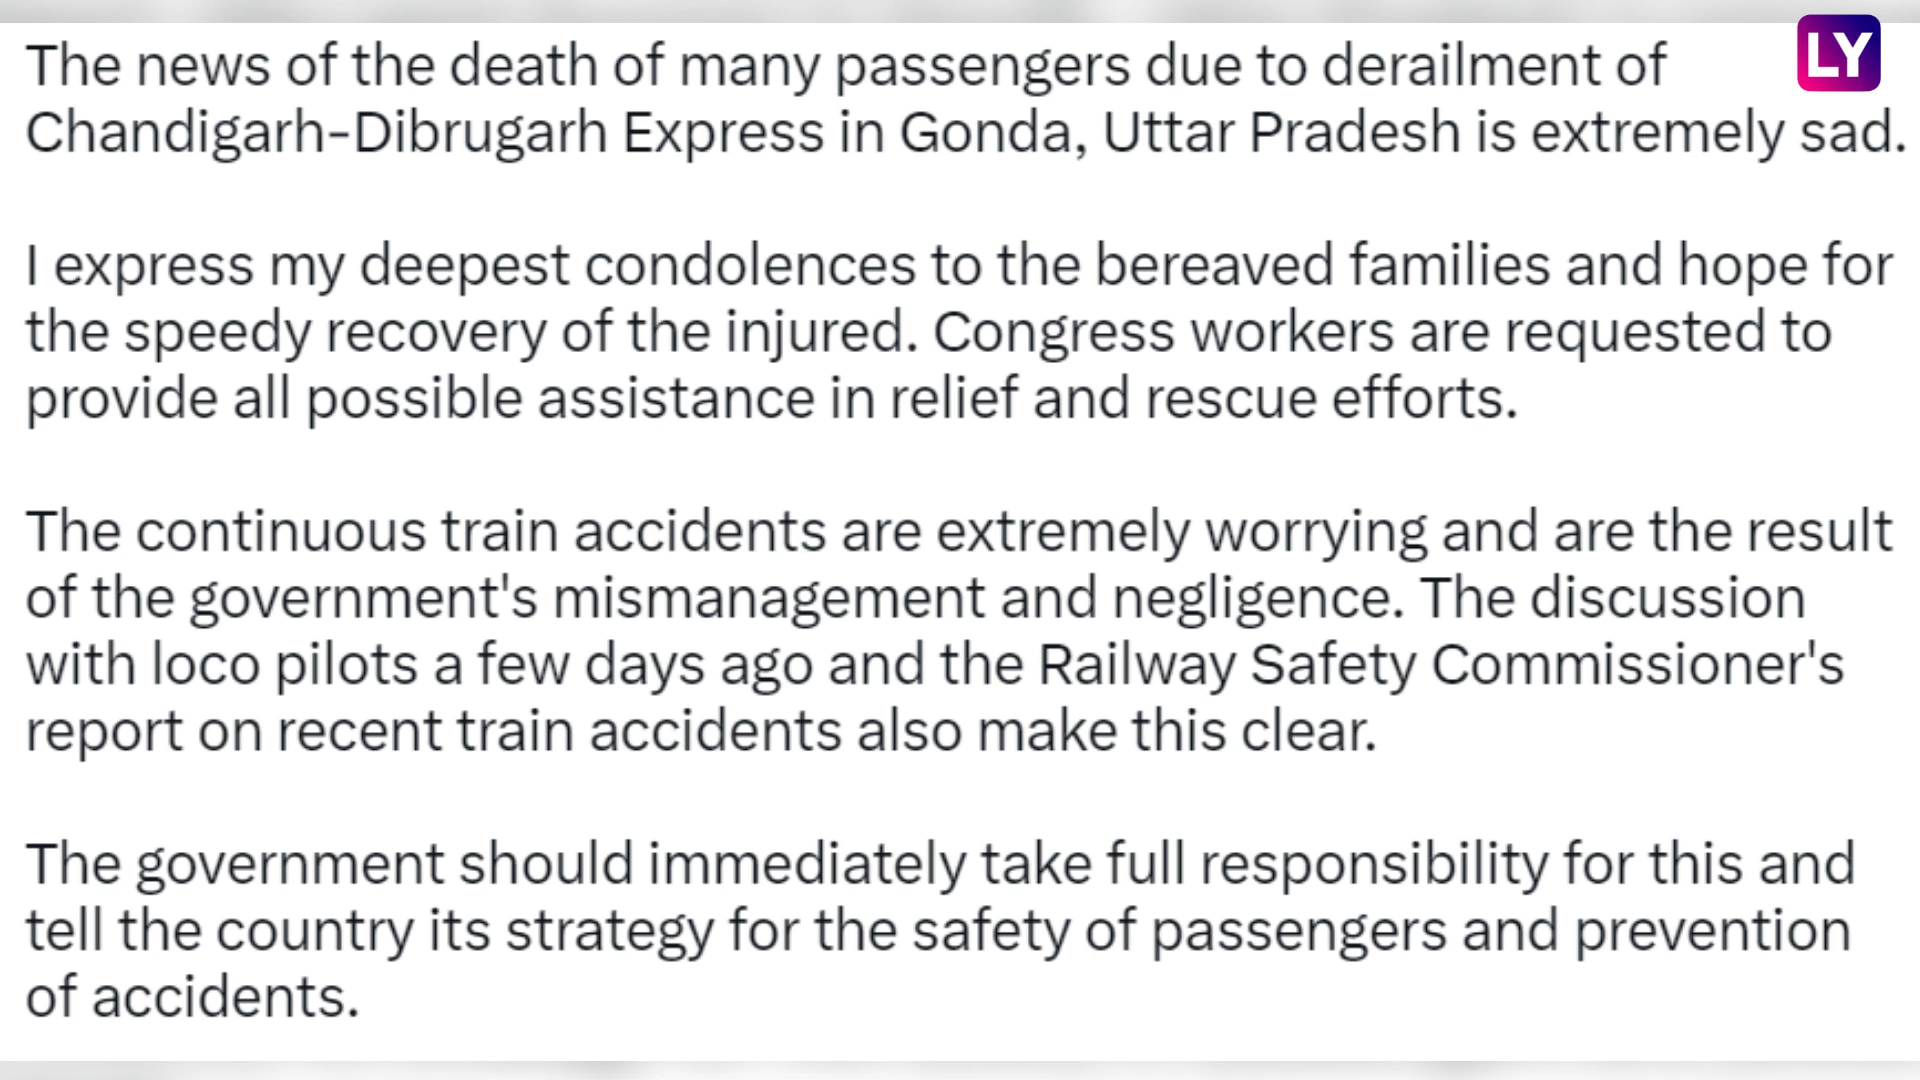 The news of the death of many passengers due to derailment of
Chandigarh-Dibrugarh Express in Gonda, Uttar Pradesh is extremely sad.
I express my deepest condolences to the bereaved families and hope for
the speedy recovery of the injured. Congress workers are requested to
provide all possible assistance in relief and rescue efforts.
The continuous train accidents are extremely worrying and are the result
of the government's mismanagement and negligence. The discussion
with loco pilots a few days ago and the Railway Safety Commissioner's
report on recent train accidents also make this clear.
The government should immediately take full responsibility for this and
tell the country its strategy for the safety of passengers and prevention
of accidents.
LY